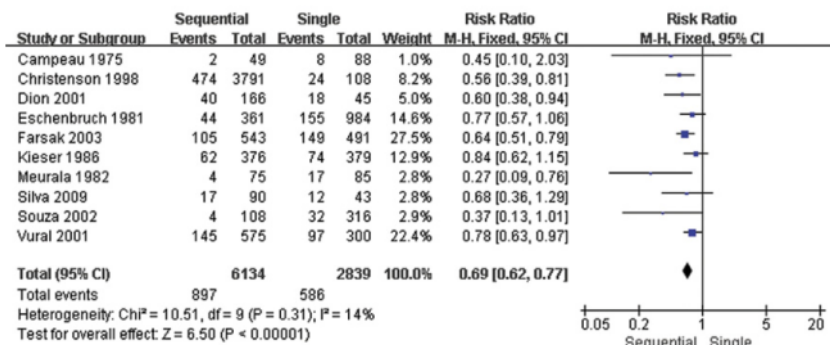 Sequential Single Risk Ratio Risk Ratio
Study or Subgroup Events Total Events Total Weight M-H, Fixed, 95% CI M-H, Fixed, 95% CI
Campeau 1975 2 49 8 88 1.0% 0.45 [0.10, 2.03]
Christenson 1998 474 3791 24 108 8.2% 0.56 [0.39, 0.81]
Dion 2001 40 166 18 45 5.0% 0.60 [0.38, 0.94]
Eschenbruch 1981 44 361 155 984 14.6% 0.77 [0.57, 1.06]
Farsak 2003 105 543 149 491 27.5% 0.64 [0.51, 0.79]
Kieser 1986 62 376 74 379 12.9% 0.84 [0.62, 1.15]
Meurala 1982 4 75 17 85 2.8% 0.27 [0.09, 0.76]
Silva 2009 17 90 12 43 2.8% 0.68 [0.36, 1.29]
Souza 2002 4 108 32 316 2.9% 0.37 [0.13, 1.01]
Vural 2001 145 575 97 300 22.4% 0.78 [0.63, 0.97]
Total (95% CI) 6134 2839 100.0% 0.69 [0.62, 0.77]
Total events 897 586
Heterogeneity: Chi² = 10.51, df = 9 (P = 0.31); I² = 14%
Test for overall effect: Z = 6.50 (P < 0.00001)
0.05 0.2 1 5 20
Sequential Single